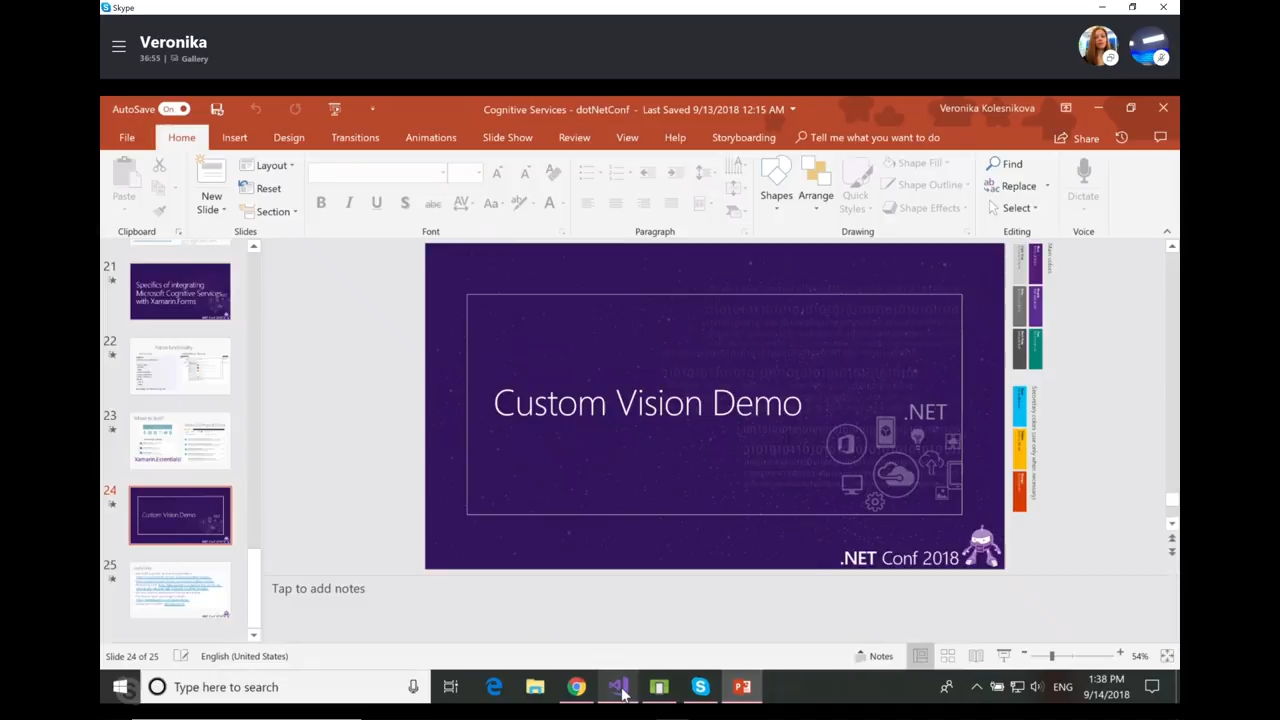 Skype
Veronika
36:55 | Gallery
AutoSave On
Cognitive Services - dotNetConf - Last Saved 9/13/2018 12:15 AM
Veronika Kolesnikova
File Home Insert Design Transitions Animations Slide Show Review View Help Storyboarding Tell me what you want to do Share
Paste
New
Slide
Layout
Reset
Section
Shapes
Arrange
Quick
Styles
Shape Fill
Shape Outline
Shape Effects
Find
Replace
Select
Dictate
Clipboard Slides Font Paragraph Drawing Editing Voice
21
Specifics of integrating
Microsoft Cognitive Services
with Xamarin.Forms
22
23
Xamarin.Essentials
24
Custom Vision Demo
25
Custom Vision Demo
.NET
.NET Conf 2018
Main colors
Tap to add notes
Slide 24 of 25
English (United States)
Notes
54%
Type here to search
ENG
1:38 PM
9/14/2018